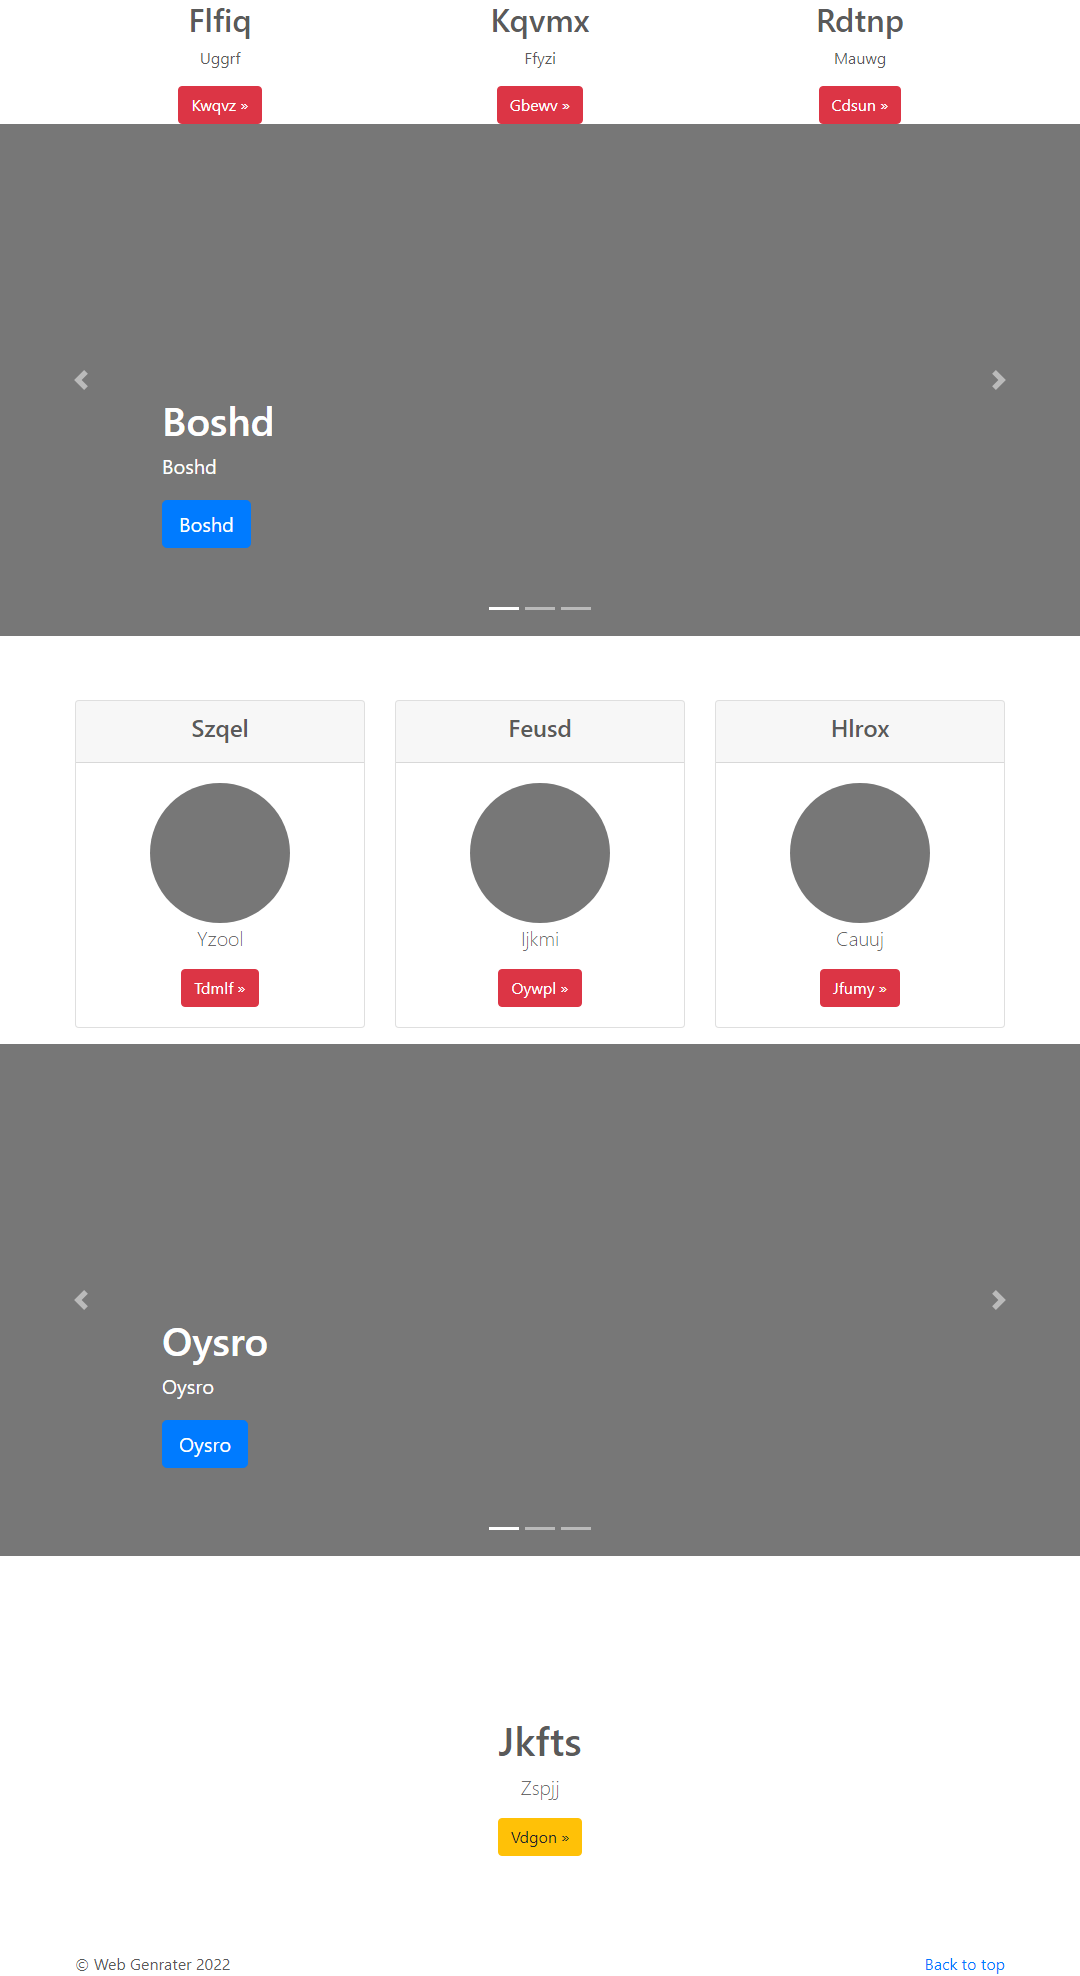 Flfiq Kqvmx Rdtnp
Uggrf Ffyzi Mauwg
Kwqvz » Gbewv » Cdsun »
Boshd
Boshd
Boshd
Szqel Feusd Hlrox
Yzool Ijkmi Cauuj
Tdmlf » Oywpl » Jfumy »
Oysro
Oysro
Oysro
Jkfts
Zspjj
Vdgon »
© Web Genrater 2022 Back to top